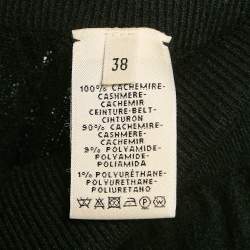 38
100% CACHEMIRE-
CASHMERE-
CACHEMIR
CEINTURE-BELT-
CINTURON
90% CACHEMIRE-
CASHMERE-
CACHEMIR
9% POLYAMIDE-
POLYAMIDE-
POLIAMIDA
1% POLYURÉTHANE-
POLYURETHANE-
POLIURETANO